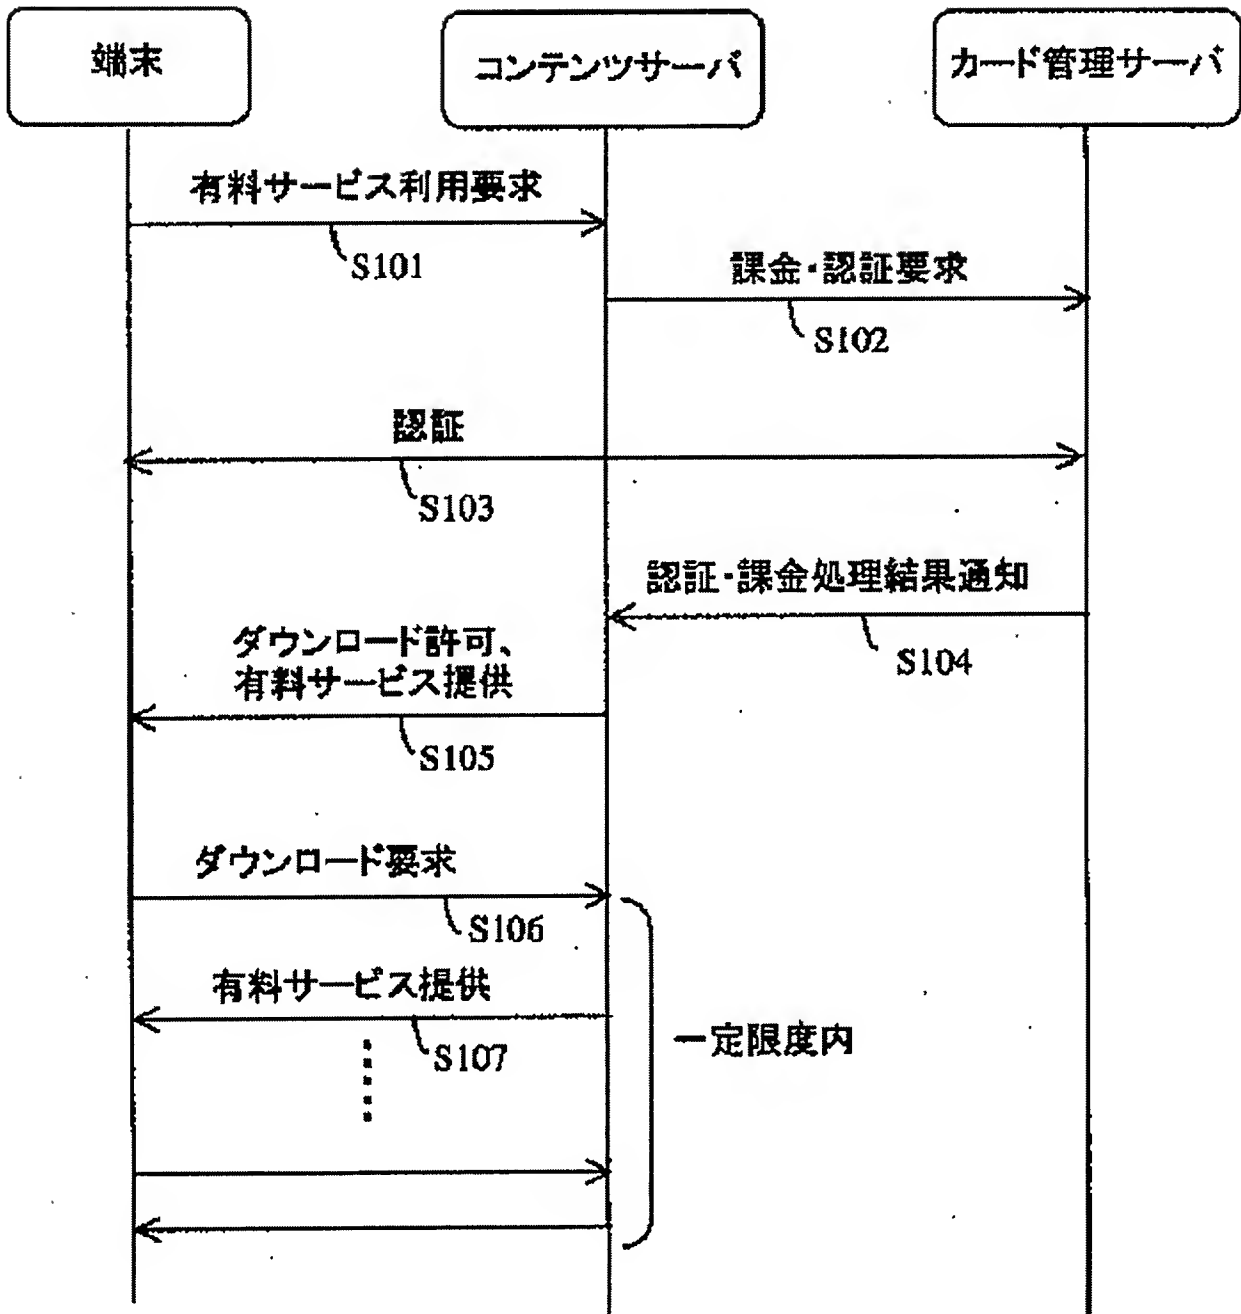 端末
コンテンツサーバ
カード管理サーバ
有料サービス利用要求
S101
課金・認証要求
S102
認証
S103
認証・課金処理結果通知
S104
ダウンロード許可、
有料サービス提供
S105
ダウンロード要求
S106
有料サービス提供
S107
一定限度内